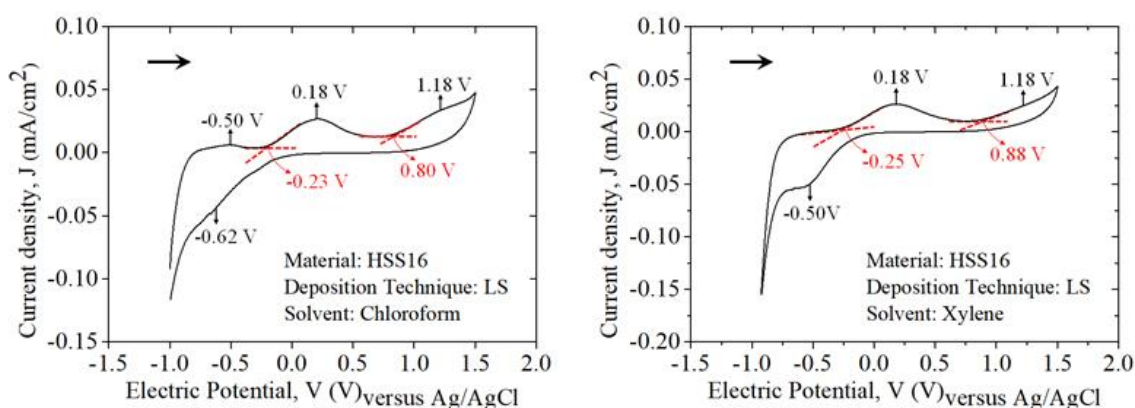 0.10
0.05
0.00
-0.05
-0.10
-0.15
Current density, J (mA/cm²)
-0.50 V
0.18 V
1.18 V
-0.23 V
0.80 V
-0.62 V
Material: HSS16
Deposition Technique: LS
Solvent: Chloroform
-1.5 -1.0 -0.5 0.0 0.5 1.0 1.5 2.0
Electric Potential, V (V)versus Ag/AgCl
0.10
0.05
0.00
-0.05
-0.10
-0.15
-0.20
Current density, J (mA/cm²)
0.18 V
1.18 V
-0.25 V
0.88 V
-0.50V
Material: HSS16
Deposition Technique: LS
Solvent: Xylene
-1.5 -1.0 -0.5 0.0 0.5 1.0 1.5 2.0
Electric Potential, V (V)versus Ag/AgCl